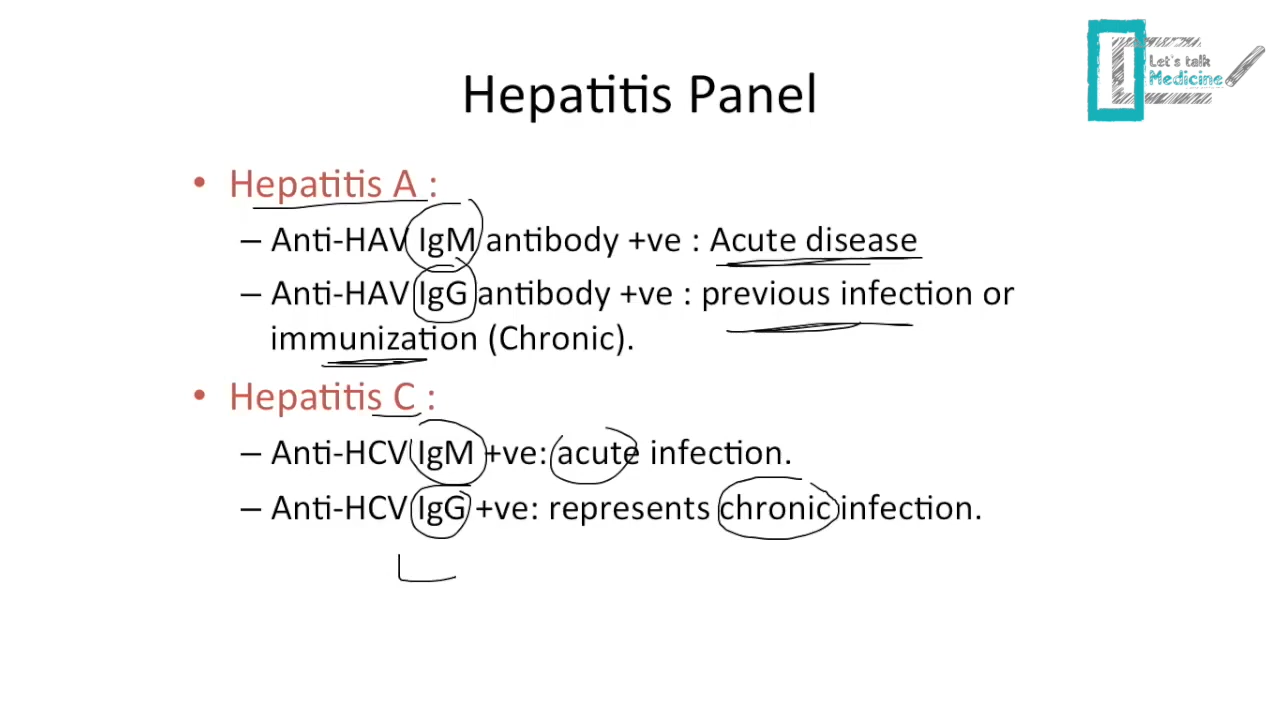 Let's talk
Medicine
Hepatitis Panel
• Hepatitis A :
– Anti-HAV IgM antibody +ve : Acute disease
– Anti-HAV IgG antibody +ve : previous infection or
immunization (Chronic).
• Hepatitis C :
– Anti-HCV IgM +ve: acute infection.
– Anti-HCV IgG +ve: represents chronic infection.